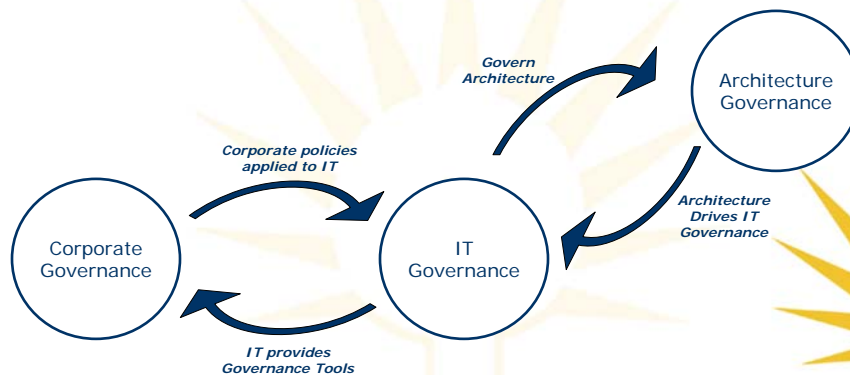 Govern
Architecture
Architecture
Governance
Corporate policies
applied to IT
Architecture
Drives IT
Governance
Corporate
Governance
IT
Governance
IT provides
Governance Tools